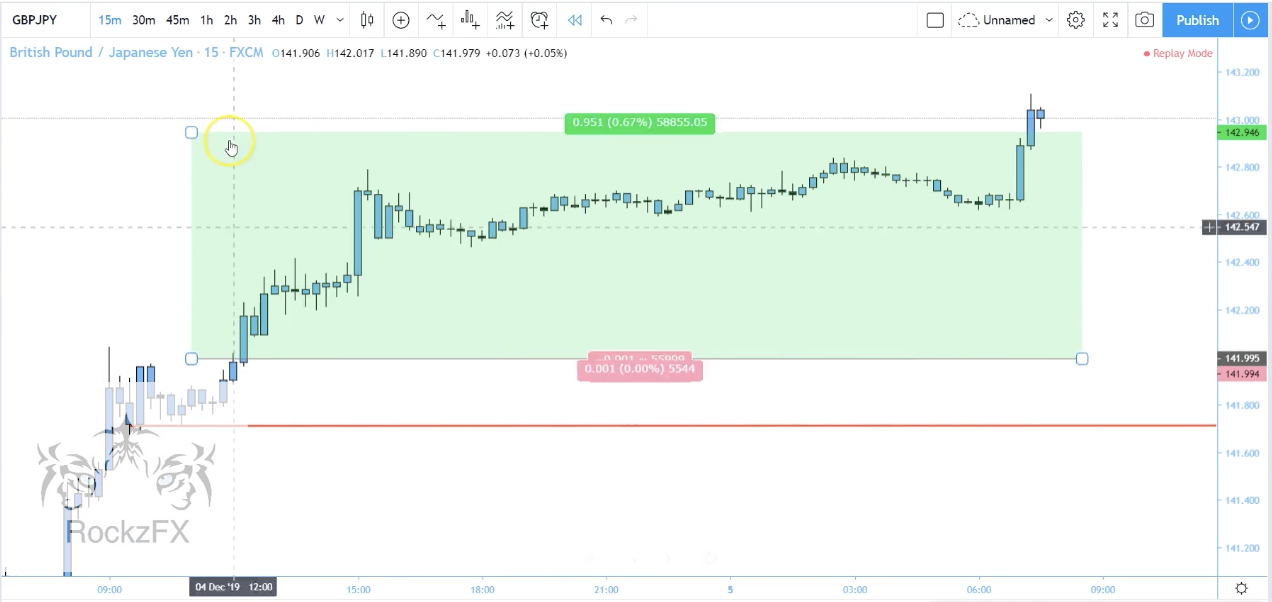 GBPJPY 15m 30m 45m 1h 2h 3h 4h D W Unnamed Publish
British Pound / Japanese Yen · 15 · FXCM O141.906 H142.017 L141.890 C141.979 +0.073 (+0.05%) Replay Mode
143.200
0.951 (0.67%) 58855.05
143.000
142.946
142.800
142.600
142.547
142.400
142.200
141.995
0.001 (0.00%) 5544
141.994
141.800
141.600
141.400
RockzFX
141.200
09:00 04 Dec '19 12:00 15:00 18:00 21:00 5 03:00 06:00 09:00